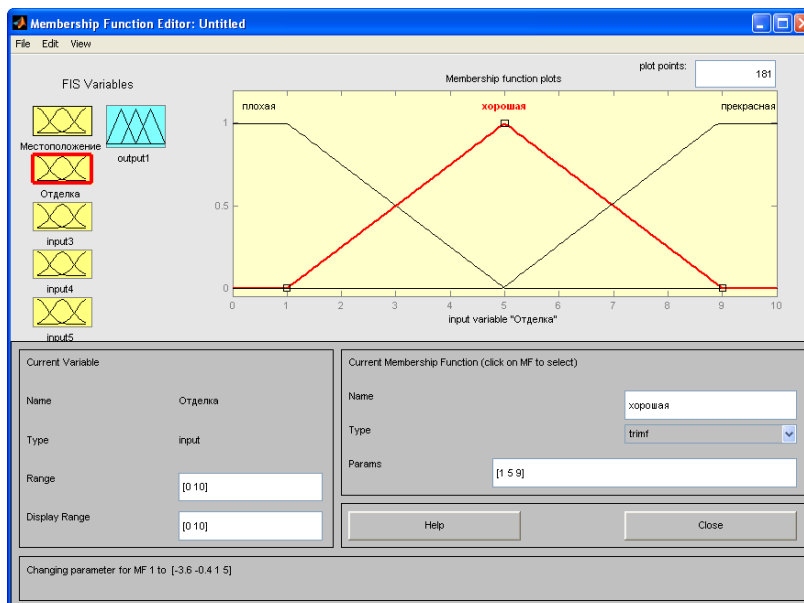 Membership Function Editor: Untitled
File Edit View
FIS Variables
Местоположение
output1
Отделка
input3
input4
input5
plot points: 181
Membership function plots
плохая хорошая прекрасная
1
0.5
0
0 1 2 3 4 5 6 7 8 9 10
input variable "Отделка"
Current Variable
Name Отделка
Type input
Range [0 10]
Display Range [0 10]
Current Membership Function (click on MF to select)
Name хорошая
Type trimf
Params [1 5 9]
Help Close
Changing parameter for MF 1 to [-3.6 -0.4 1 5]